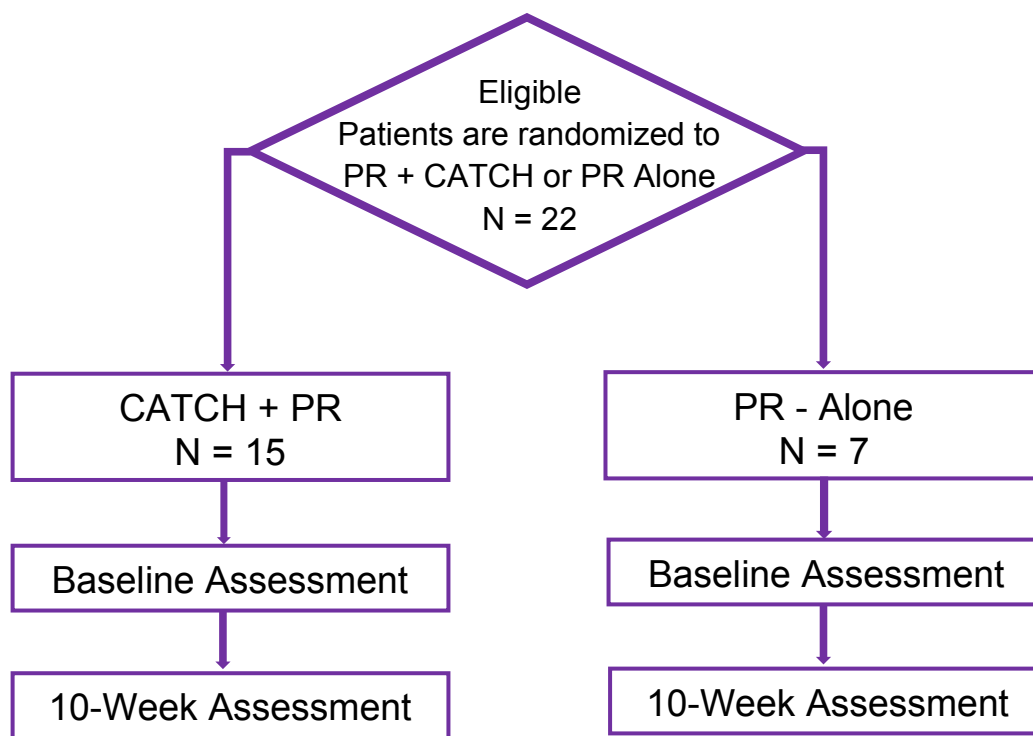 Eligible
Patients are randomized to
PR + CATCH or PR Alone
N = 22
CATCH + PR
N = 15
Baseline Assessment
10-Week Assessment
PR - Alone
N = 7
Baseline Assessment
10-Week Assessment